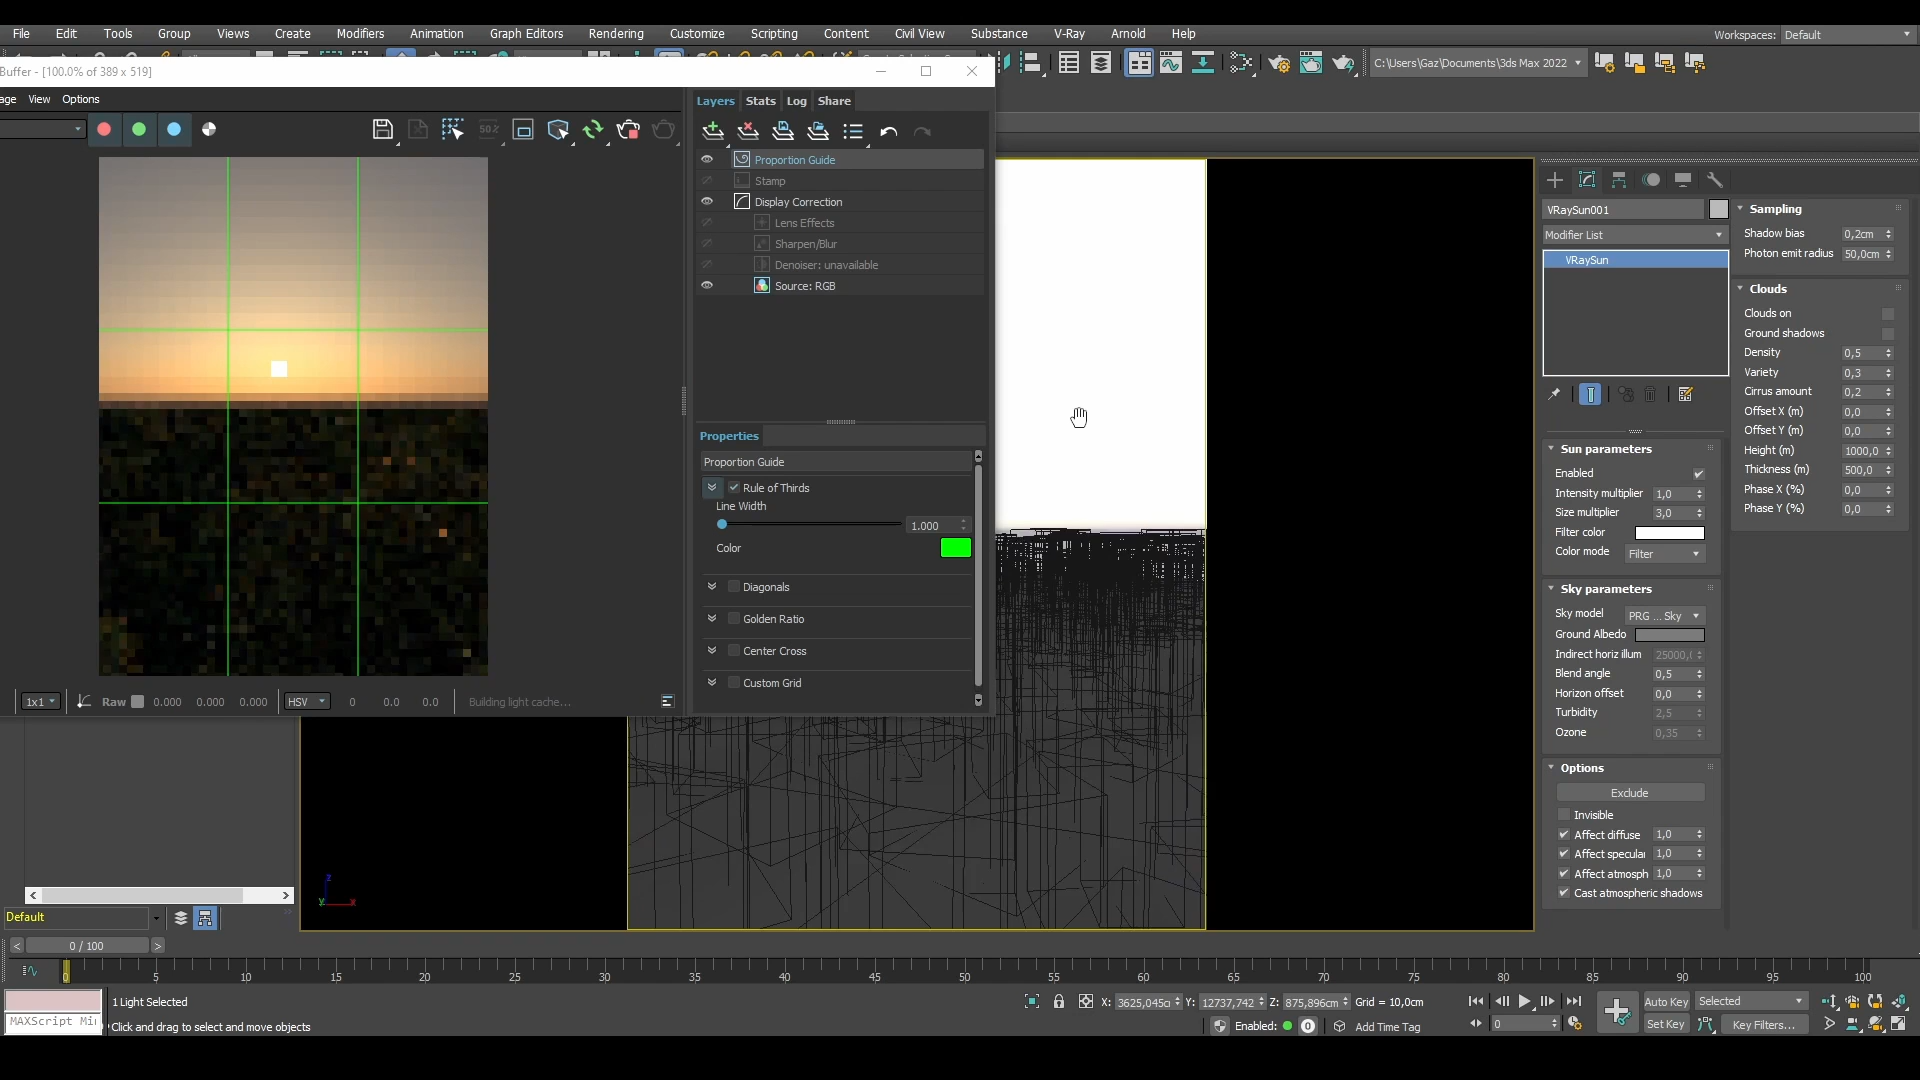 File Edit Tools Group Views Create Modifiers Animation Graph Editors Rendering Customize Scripting Content Civil View Substance V-Ray Arnold Help
Workspaces: Default
C:\Users\Gaz\Documents\3ds Max 2022
Buffer - [100.0% of 389 x 519]
age View Options
50%
Layers Stats Log Share
Proportion Guide
Stamp
Display Correction
Lens Effects
Sharpen/Blur
Denoiser: unavailable
Source: RGB
Properties
Proportion Guide
Rule of Thirds
Line Width
1.000
Color
Diagonals
Golden Ratio
Center Cross
Custom Grid
1x1 Raw 0.000 0.000 0.000 HSV 0 0.0 0.0 Building light cache...
VRaySun001
Modifier List
VRaySun
Sun parameters
Enabled
Intensity multiplier 1,0
Size multiplier 3,0
Filter color
Color mode Filter
Sky parameters
Sky model PRG ... Sky
Ground Albedo
Indirect horiz illum 25000,(
Blend angle 0,5
Horizon offset 0,0
Turbidity 2,5
Ozone 0,35
Options
Exclude
Invisible
Affect diffuse 1,0
Affect specular 1,0
Affect atmosph 1,0
Cast atmospheric shadows
Sampling
Shadow bias 0,2cm
Photon emit radius 50,0cm
Clouds
Clouds on
Ground shadows
Density 0,5
Variety 0,3
Cirrus amount 0,2
Offset X (m) 0,0
Offset Y (m) 0,0
Height (m) 1000,0
Thickness (m) 500,0
Phase X (%) 0,0
Phase Y (%) 0,0
z
y x
Default
< 0 / 100 >
0 5 10 15 20 25 30 35 40 45 50 55 60 65 70 75 80 85 90 95 100
1 Light Selected
MAXScript Mi
Click and drag to select and move objects
X: 3625,045c Y: 12737,742 Z: 875,896cm Grid = 10,0cm
Enabled: 0 Add Time Tag
0
Auto Key Selected
Set Key Key Filters...